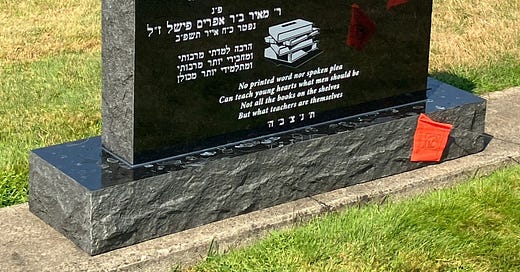 פ״נ
ר׳ מאיר ב״ר אפרים פישל ז״ל
נפטר כ״ח אייר תשפ״ב
הרבה למדתי מרבותי
ומחבירי יותר מרבותי
ומתלמידי יותר מכולן
No printed word nor spoken plea
Can teach young hearts what men should be
Not all the books on the shelves
But what teachers are themselves
ת נ צ ב ה